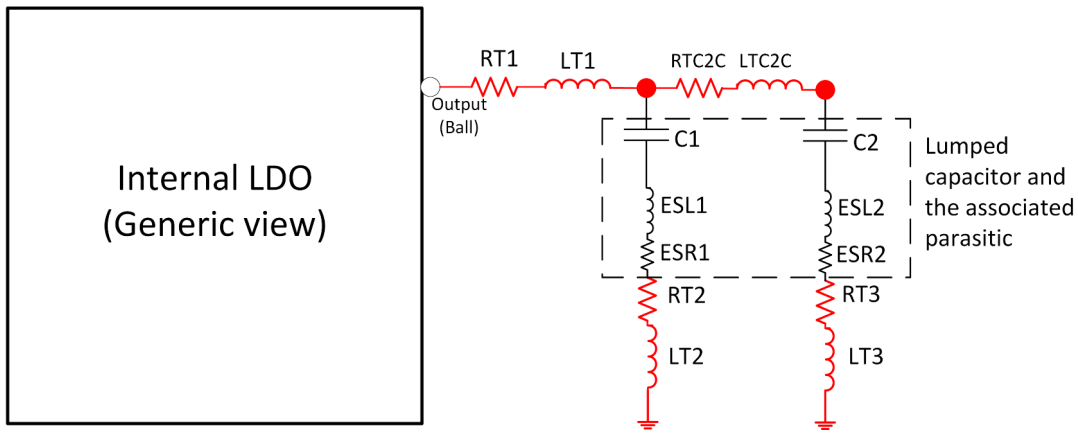 Internal LDO
(Generic view)
Output
(Ball)
RT1
LT1
RTC2C
LTC2C
C1
ESL1
ESR1
RT2
LT2
C2
ESL2
ESR2
RT3
LT3
Lumped
capacitor and
the associated
parasitic